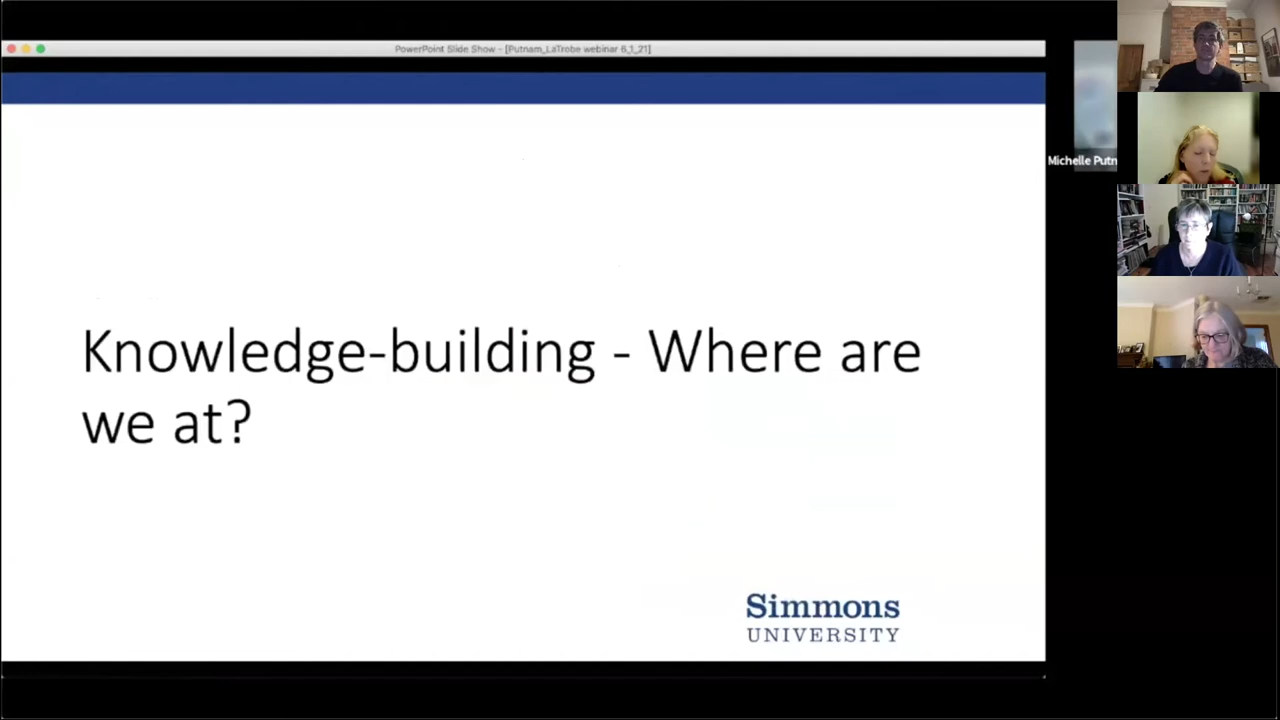 PowerPoint Slide Show - [Putnam_LaTrobe webinar 6_1_21]
Michelle Putn
Knowledge-building - Where are
we at?
Simmons
UNIVERSITY